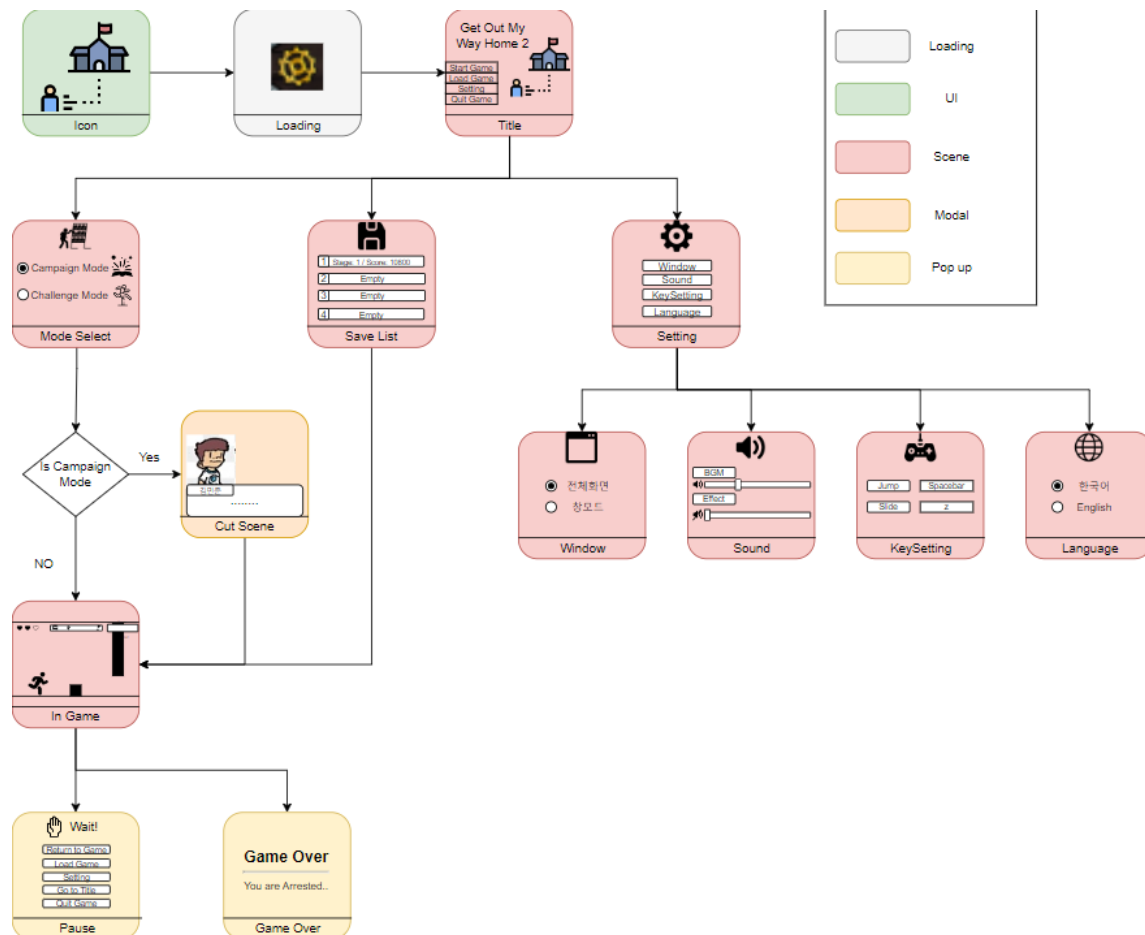 Get Out My
Way Home 2
Start Game
Load Game
Setting
Quit Game
Icon
Loading
Title
Loading
UI
Scene
Modal
Pop up
Campaign Mode
Challenge Mode
Mode Select
1 Stage: 1 / Score: 10800
2 Empty
3 Empty
4 Empty
Save List
Window
Sound
KeySetting
Language
Setting
Is Campaign
Mode
Yes
NO
........
Cut Scene
전체화면
창모드
Window
BGM
Effect
Sound
Jump Spacebar
Slide z
KeySetting
한국어
English
Language
In Game
Wait!
Return to Game
Load Game
Setting
Go to Title
Quit Game
Pause
Game Over
You are Arrested..
Game Over